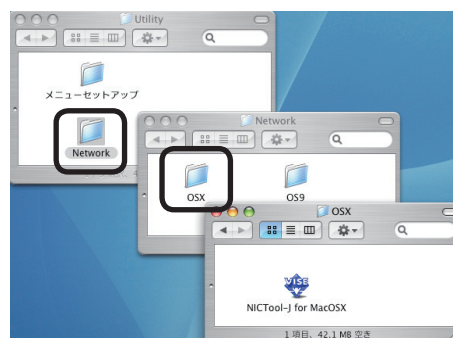 Utility
メニューセットアップ
Network
Network
OSX
OS9
OSX
VISE
NICTool-J for MacOSX
1 項目、42.1 MB 空き